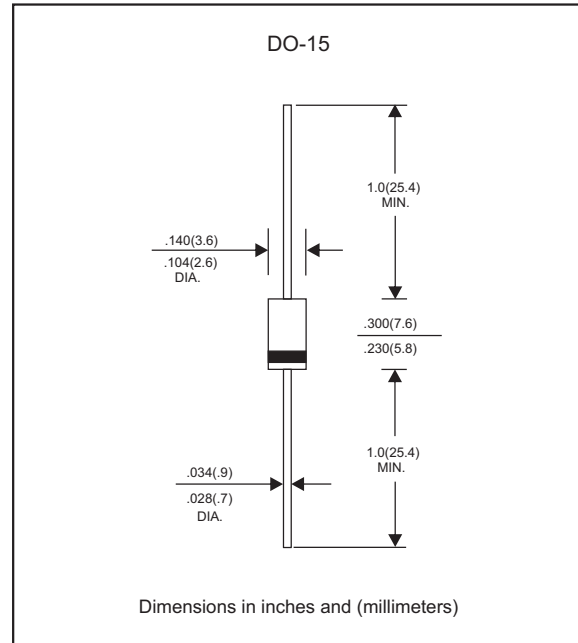 DO-15
1.0(25.4)
MIN.
.140(3.6)
.104(2.6)
DIA.
.300(7.6)
.230(5.8)
1.0(25.4)
MIN.
.034(.9)
.028(.7)
DIA.
Dimensions in inches and (millimeters)